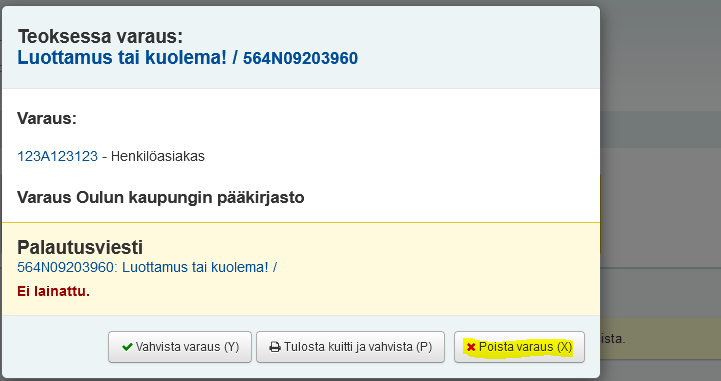 Teoksessa varaus:
Luottamus tai kuolema! / 564N09203960
Varaus:
123A123123 - Henkilöasiakas
Varaus Oulun kaupungin pääkirjasto
Palautusviesti
564N09203960: Luottamus tai kuolema! /
Ei lainattu.
Vahvista varaus (Y) Tulosta kuitti ja vahvista (P) Poista varaus (X)
ista.